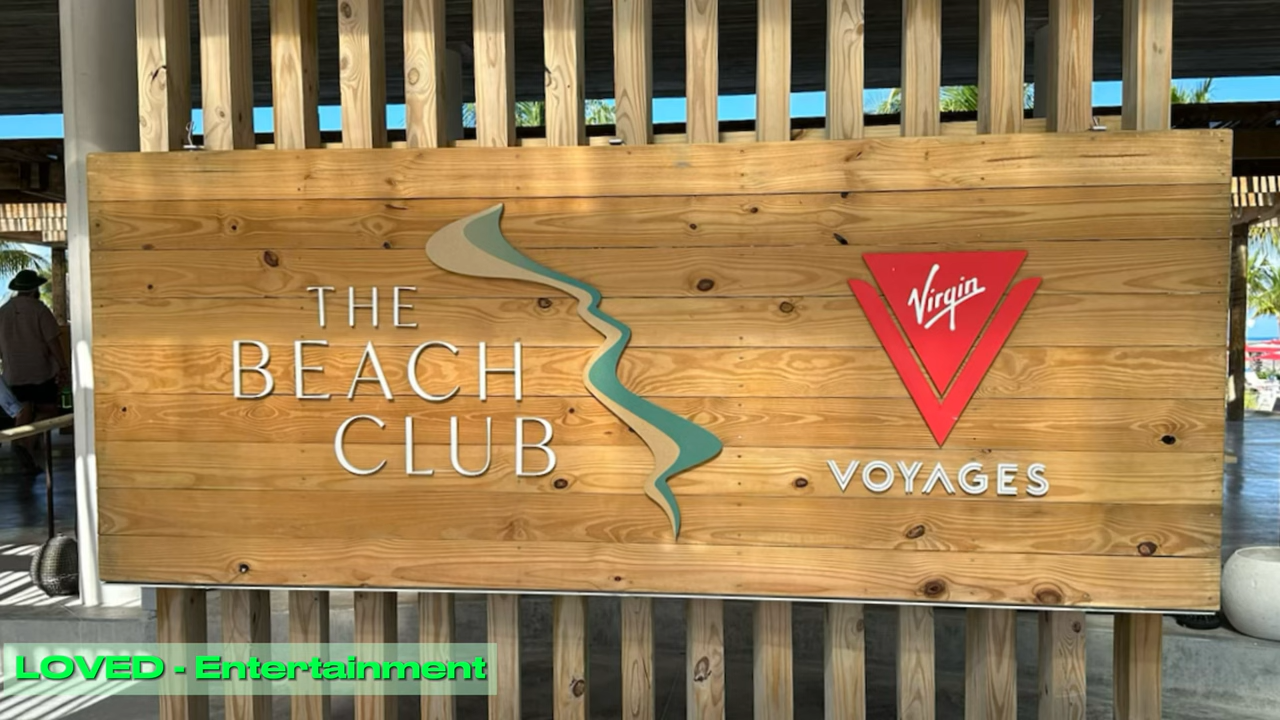 THE
BEACH
CLUB
Virgin
VOYAGES
LOVED - Entertainment